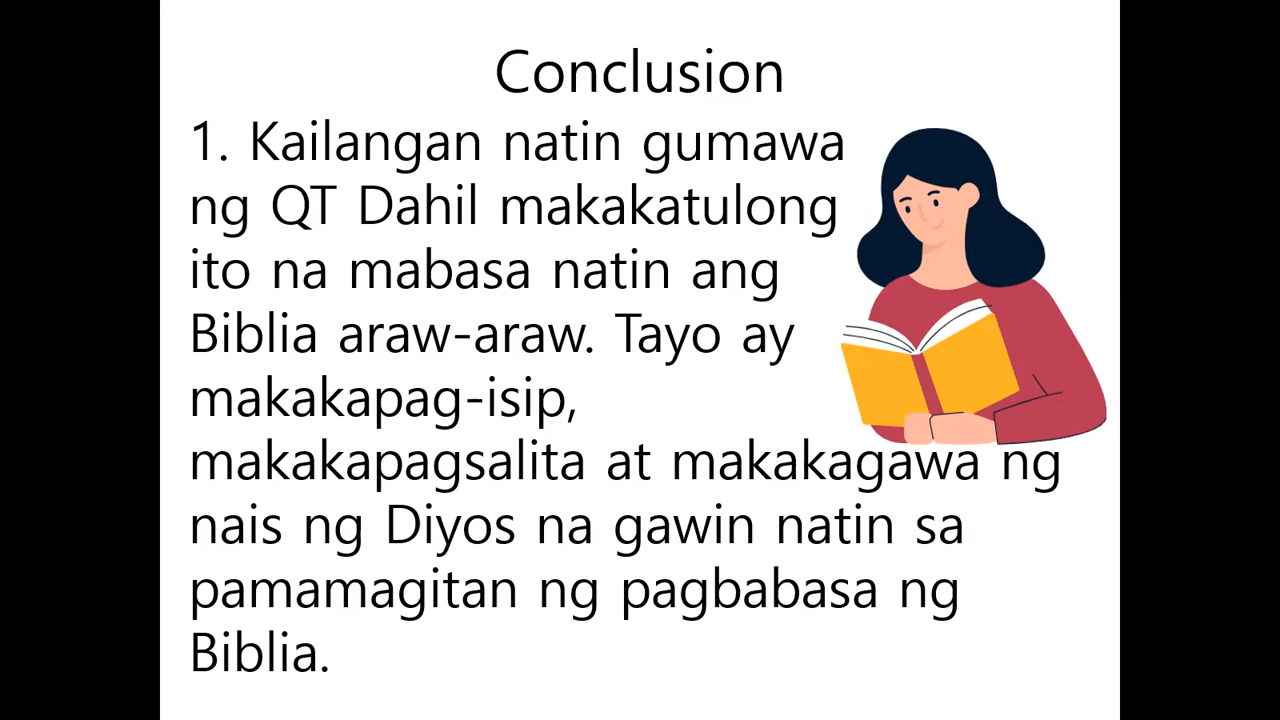 Conclusion
1. Kailangan natin gumawa
ng QT Dahil makakatulong
ito na mabasa natin ang
Biblia araw-araw. Tayo ay
makakapag-isip,
makakapagsalita at makakagawa ng
nais ng Diyos na gawin natin sa
pamamagitan ng pagbabasa ng
Biblia.